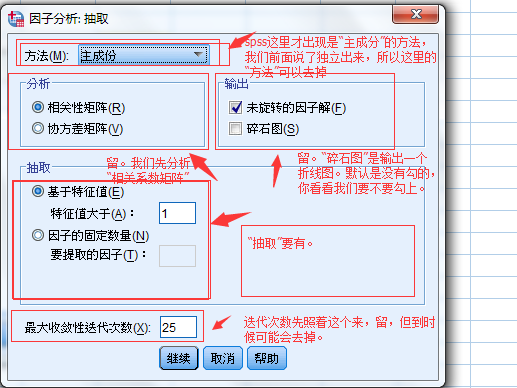 因子分析: 抽取
方法(M): 主成份
spss这里才出现是“主成分”的方法，
我们前面说了独立出来，所以这里的
“方法”可以去掉
分析
相关性矩阵(R)
协方差矩阵(V)
输出
未旋转的因子解(F)
碎石图(S)
留。我们先分析
“相关系数矩阵”
留。“碎石图”是输出一个
折线图。默认是没有勾的，
你看看我们要不要勾上。
抽取
基于特征值(E)
特征值大于(A)： 1
因子的固定数量(N)
要提取的因子(T)：
“抽取”要有。
最大收敛性迭代次数(X): 25
迭代次数先照着这个来，留，但到时
候可能会去掉。
继续 取消 帮助